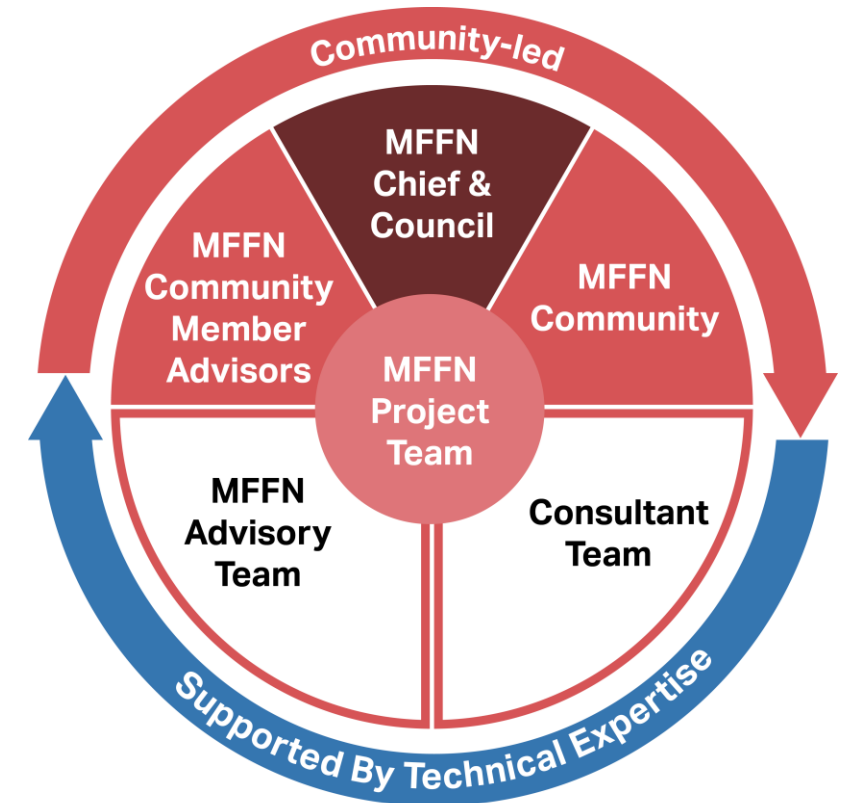 Community-led
MFFN
Chief &
Council
MFFN
Community
Member
Advisors
MFFN
Community
MFFN
Project
Team
MFFN
Advisory
Team
Consultant
Team
Supported By Technical Expertise